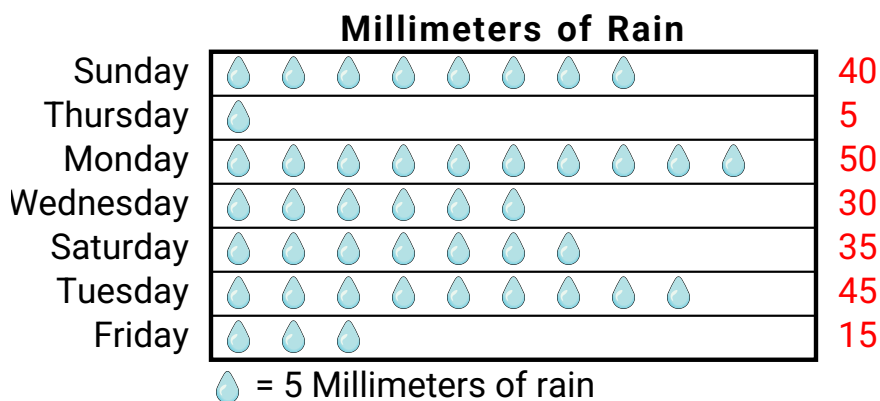 Millimeters of Rain
Sunday 40
Thursday 5
Monday 50
Wednesday 30
Saturday 35
Tuesday 45
Friday 15
= 5 Millimeters of rain